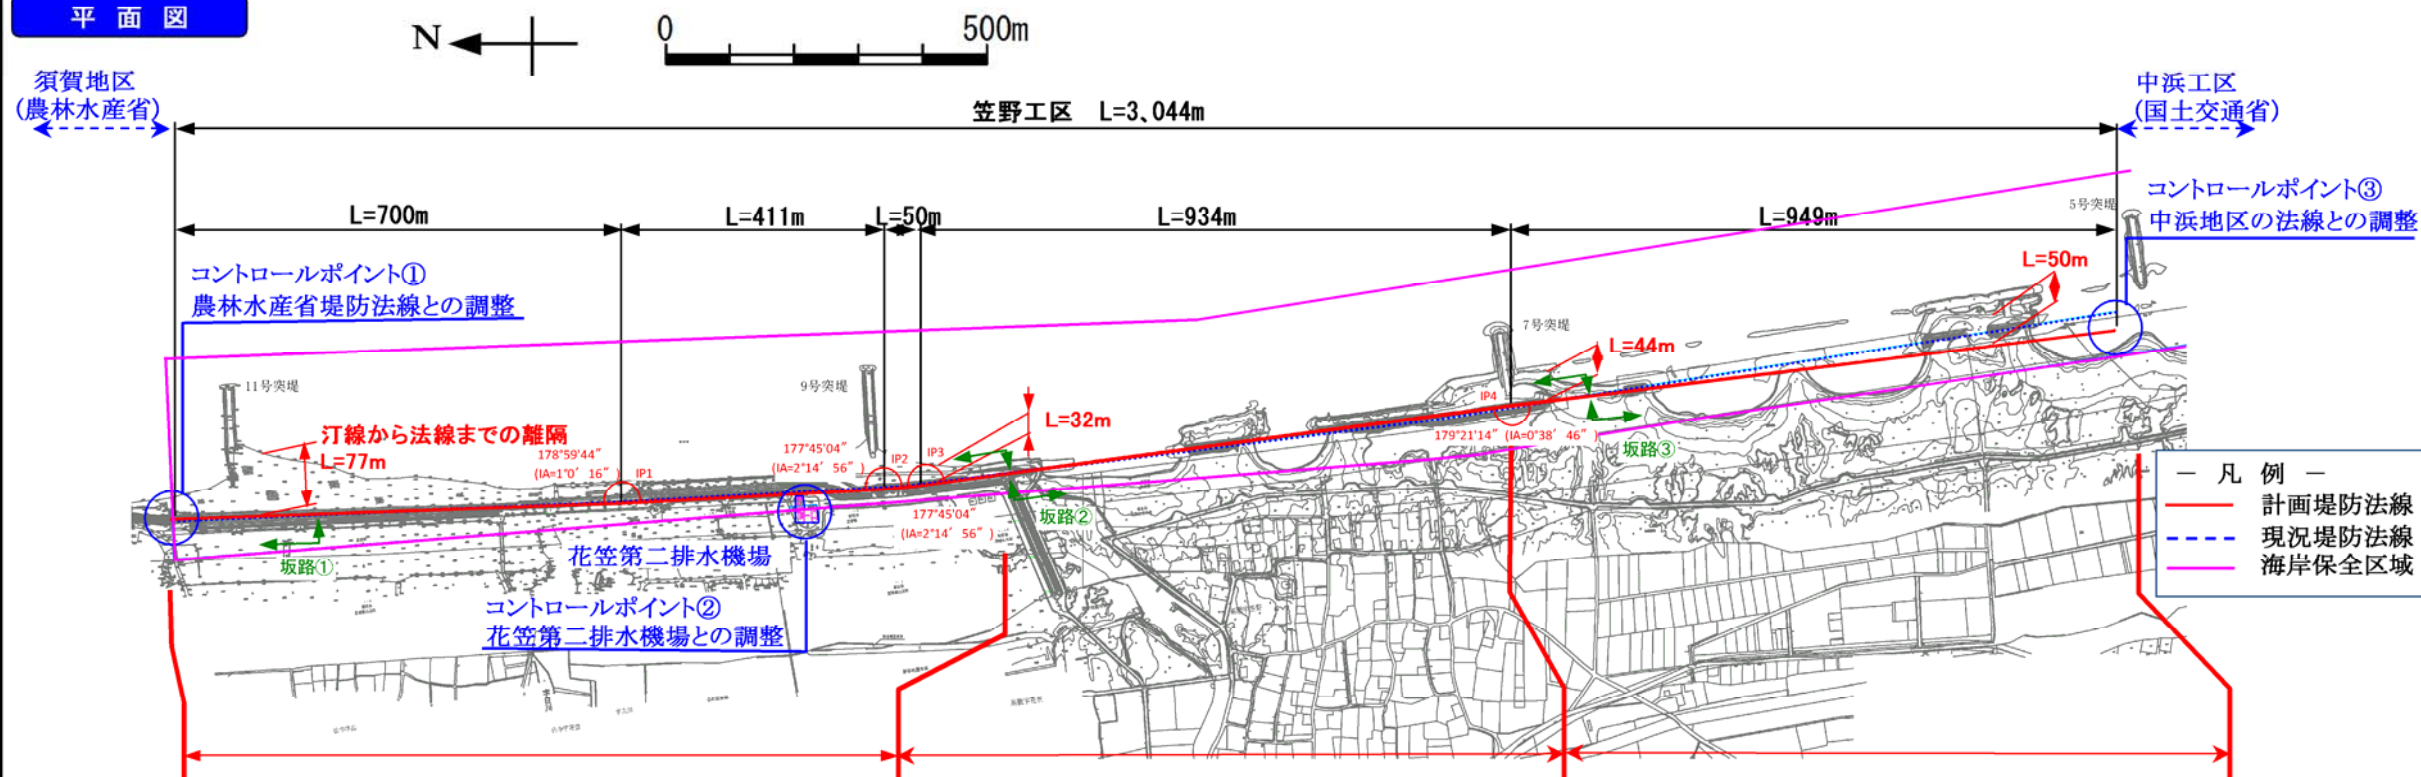 平面図
N
0 500m
須賀地区
(農林水産省)
中浜工区
(国土交通省)
笠野工区 L=3、044m
L=700m
L=411m
L=50m
L=934m
L=949m
コントロールポイント①
農林水産省堤防法線との調整
コントロールポイント③
中浜地区の法線との調整
5号突堤
7号突堤
9号突堤
11号突堤
汀線から法線までの離隔
L=77m
178°59'44"
(IA=1°0' 16")
IP1
177°45'04"
(IA=2°14' 56")
IP2
IP3
L=32m
177°45'04"
(IA=2°14' 56")
L=44m
IP4
179°21'14" (IA=0°38' 46")
L=50m
坂路①
坂路②
坂路③
花笠第二排水機場
コントロールポイント②
花笠第二排水機場との調整
― 凡 例 ―
計画堤防法線
現況堤防法線
海岸保全区域